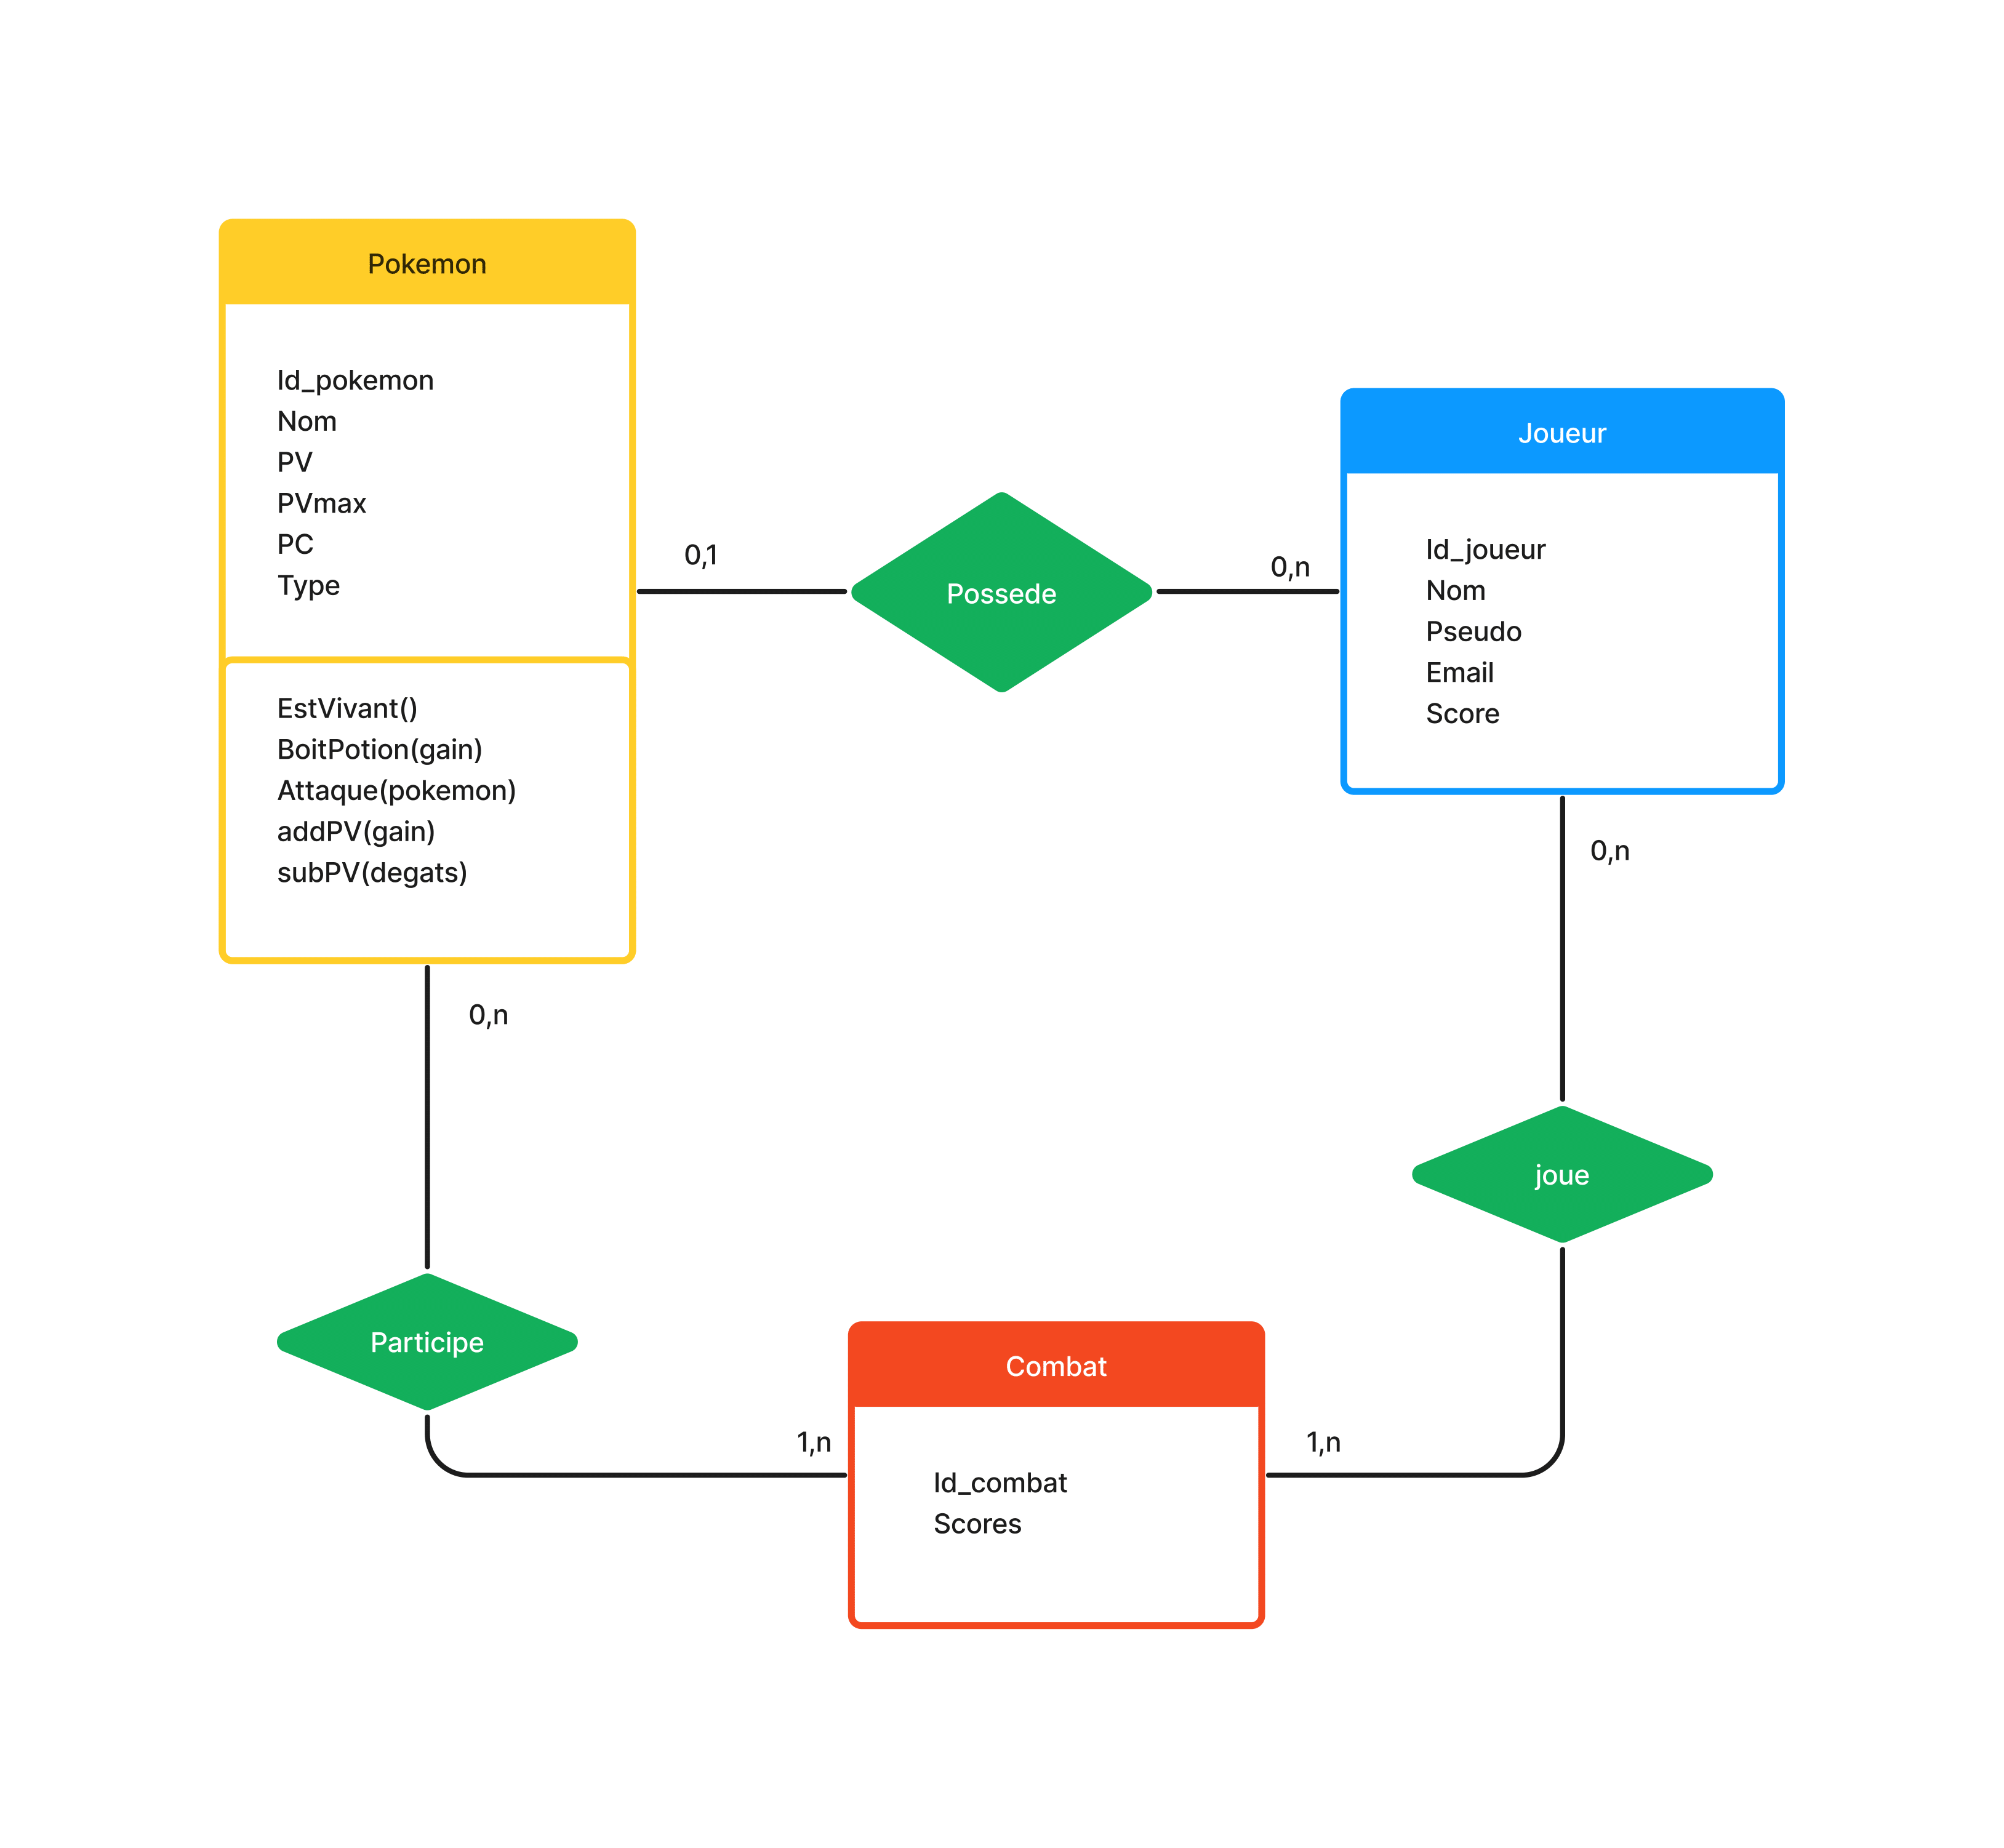 Pokemon
Id_pokemon
Nom
PV
PVmax
PC
Type
EstVivant()
BoitPotion(gain)
Attaque(pokemon)
addPV(gain)
subPV(degats)
0,1
Possede
0,n
Joueur
Id_joueur
Nom
Pseudo
Email
Score
0,n
0,n
joue
Participe
1,n
Combat
Id_combat
Scores
1,n